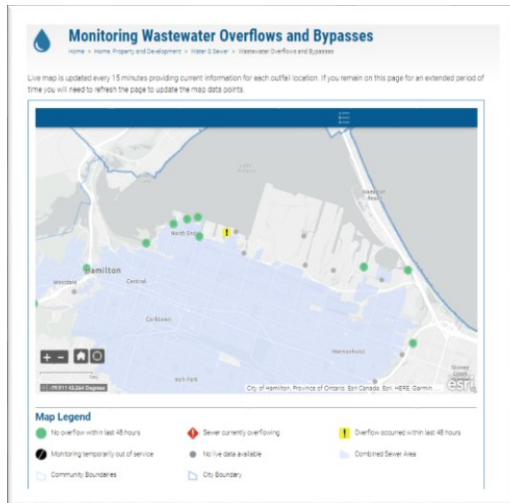 Monitoring Wastewater Overflows and Bypasses
Home » Home, Property and Development » Water & Sewer » Wastewater Overflows and Bypasses
Live map is updated every 15 minutes providing current information for each outfall location. If you remain on this page for an extended period of
time you will need to refresh the page to update the map data points.
Hamilton
Beach
North End
Hamilton
Westdale
Central
Corktown
Homeside
Stoney
Creek
City of Hamilton, Province of Ontario, Esri Canada, Esri, HERE, Garmin, ...
esri
Map Legend
No overflow within last 48 hours
Sewer currently overflowing
Overflow occurred within last 48 hours
Monitoring temporarily out of service
No live data available
Combined Sewer Area
Community Boundaries
City Boundary